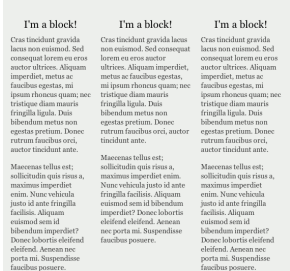 I'm a block!
Cras tincidunt gravida
lacus non euismod. Sed
consequat lorem eu eros
auctor ultrices. Aliquam
imperdiet, metus ac
faucibus egestas, mi
ipsum rhoncus quam; nec
tristique diam mauris
fringilla ligula. Duis
bibendum metus non
egestas pretium. Donec
rutrum faucibus orci,
auctor tincidunt ante.
Maecenas tellus est;
sollicitudin quis risus a,
maximus imperdiet
enim. Nunc vehicula
justo id ante fringilla
facilisis. Aliquam
euismod sem id
bibendum imperdiet?
Donec lobortis eleifend
eleifend. Aenean nec
porta mi. Suspendisse
faucibus posuere.
I'm a block!
Cras tincidunt gravida lacus
non euismod. Sed consequat
lorem eu eros auctor
ultrices. Aliquam imperdiet,
metus ac faucibus egestas,
mi ipsum rhoncus quam;
nec tristique diam mauris
fringilla ligula. Duis
bibendum metus non
egestas pretium. Donec
rutrum faucibus orci, auctor
tincidunt ante.
Maecenas tellus est;
sollicitudin quis risus a,
maximus imperdiet enim.
Nunc vehicula justo id ante
fringilla facilisis. Aliquam
euismod sem id bibendum
imperdiet? Donec lobortis
eleifend eleifend. Aenean
nec porta mi. Suspendisse
faucibus posuere.
I'm a block!
Cras tincidunt gravida
lacus non euismod. Sed
consequat lorem eu eros
auctor ultrices. Aliquam
imperdiet, metus ac
faucibus egestas, mi
ipsum rhoncus quam; nec
tristique diam mauris
fringilla ligula. Duis
bibendum metus non
egestas pretium. Donec
rutrum faucibus orci,
auctor tincidunt ante.
Maecenas tellus est;
sollicitudin quis risus a,
maximus imperdiet
enim. Nunc vehicula
justo id ante fringilla
facilisis. Aliquam
euismod sem id
bibendum imperdiet?
Donec lobortis eleifend
eleifend. Aenean nec
porta mi. Suspendisse
faucibus posuere.